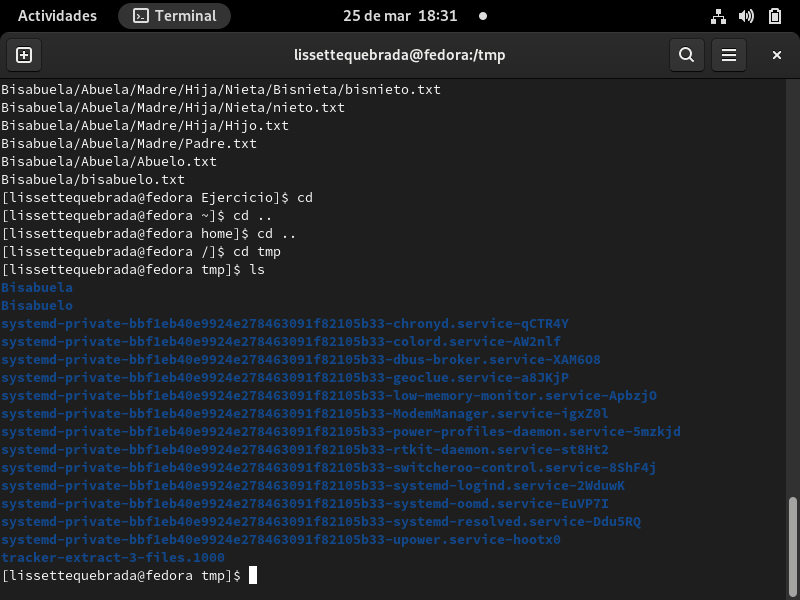 Actividades
Terminal
25 de mar 18:31
lissettequebrada@fedora:/tmp
Bisabuela/Abuela/Madre/Hija/Nieta/Bisnieta/bisnieto.txt
Bisabuela/Abuela/Madre/Hija/Nieta/nieto.txt
Bisabuela/Abuela/Madre/Hija/Hijo.txt
Bisabuela/Abuela/Madre/Padre.txt
Bisabuela/Abuela/Abuelo.txt
Bisabuela/bisabuelo.txt
[lissettequebrada@fedora Ejercicio]$ cd
[lissettequebrada@fedora ~]$ cd ..
[lissettequebrada@fedora home]$ cd ..
[lissettequebrada@fedora /]$ cd tmp
[lissettequebrada@fedora tmp]$ ls
Bisabuela
Bisabuelo
systemd-private-bbf1eb40e9924e278463091f82105b33-chronyd.service-qCTR4Y
systemd-private-bbf1eb40e9924e278463091f82105b33-colord.service-AW2nlf
systemd-private-bbf1eb40e9924e278463091f82105b33-dbus-broker.service-XAM6O8
systemd-private-bbf1eb40e9924e278463091f82105b33-geoclue.service-a8JKjP
systemd-private-bbf1eb40e9924e278463091f82105b33-low-memory-monitor.service-ApbzjO
systemd-private-bbf1eb40e9924e278463091f82105b33-ModemManager.service-igxZ0l
systemd-private-bbf1eb40e9924e278463091f82105b33-power-profiles-daemon.service-5mzkjd
systemd-private-bbf1eb40e9924e278463091f82105b33-rtkit-daemon.service-st8Ht2
systemd-private-bbf1eb40e9924e278463091f82105b33-switcheroo-control.service-8ShF4j
systemd-private-bbf1eb40e9924e278463091f82105b33-systemd-logind.service-2WduwK
systemd-private-bbf1eb40e9924e278463091f82105b33-systemd-oomd.service-EuVP7I
systemd-private-bbf1eb40e9924e278463091f82105b33-systemd-resolved.service-Ddu5RQ
systemd-private-bbf1eb40e9924e278463091f82105b33-upower.service-hootx0
tracker-extract-3-files.1000
[lissettequebrada@fedora tmp]$